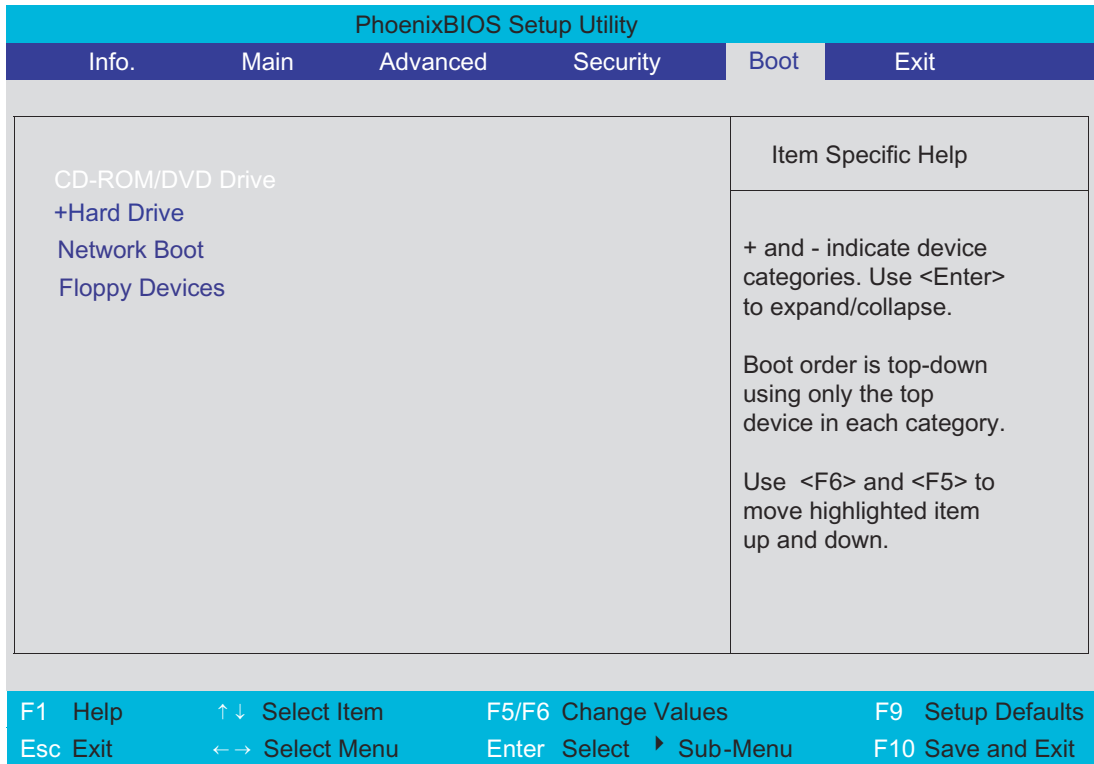 PhoenixBIOS Setup Utility
Info. Main Advanced Security Boot Exit
CD-ROM/DVD Drive
+Hard Drive
Network Boot
Floppy Devices
Item Specific Help
+ and - indicate device
categories. Use <Enter>
to expand/collapse.
Boot order is top-down
using only the top
device in each category.
Use <F6> and <F5> to
move highlighted item
up and down.
F1 Help ↑↓ Select Item F5/F6 Change Values F9 Setup Defaults
Esc Exit ←→ Select Menu Enter Select ▸ Sub-Menu F10 Save and Exit